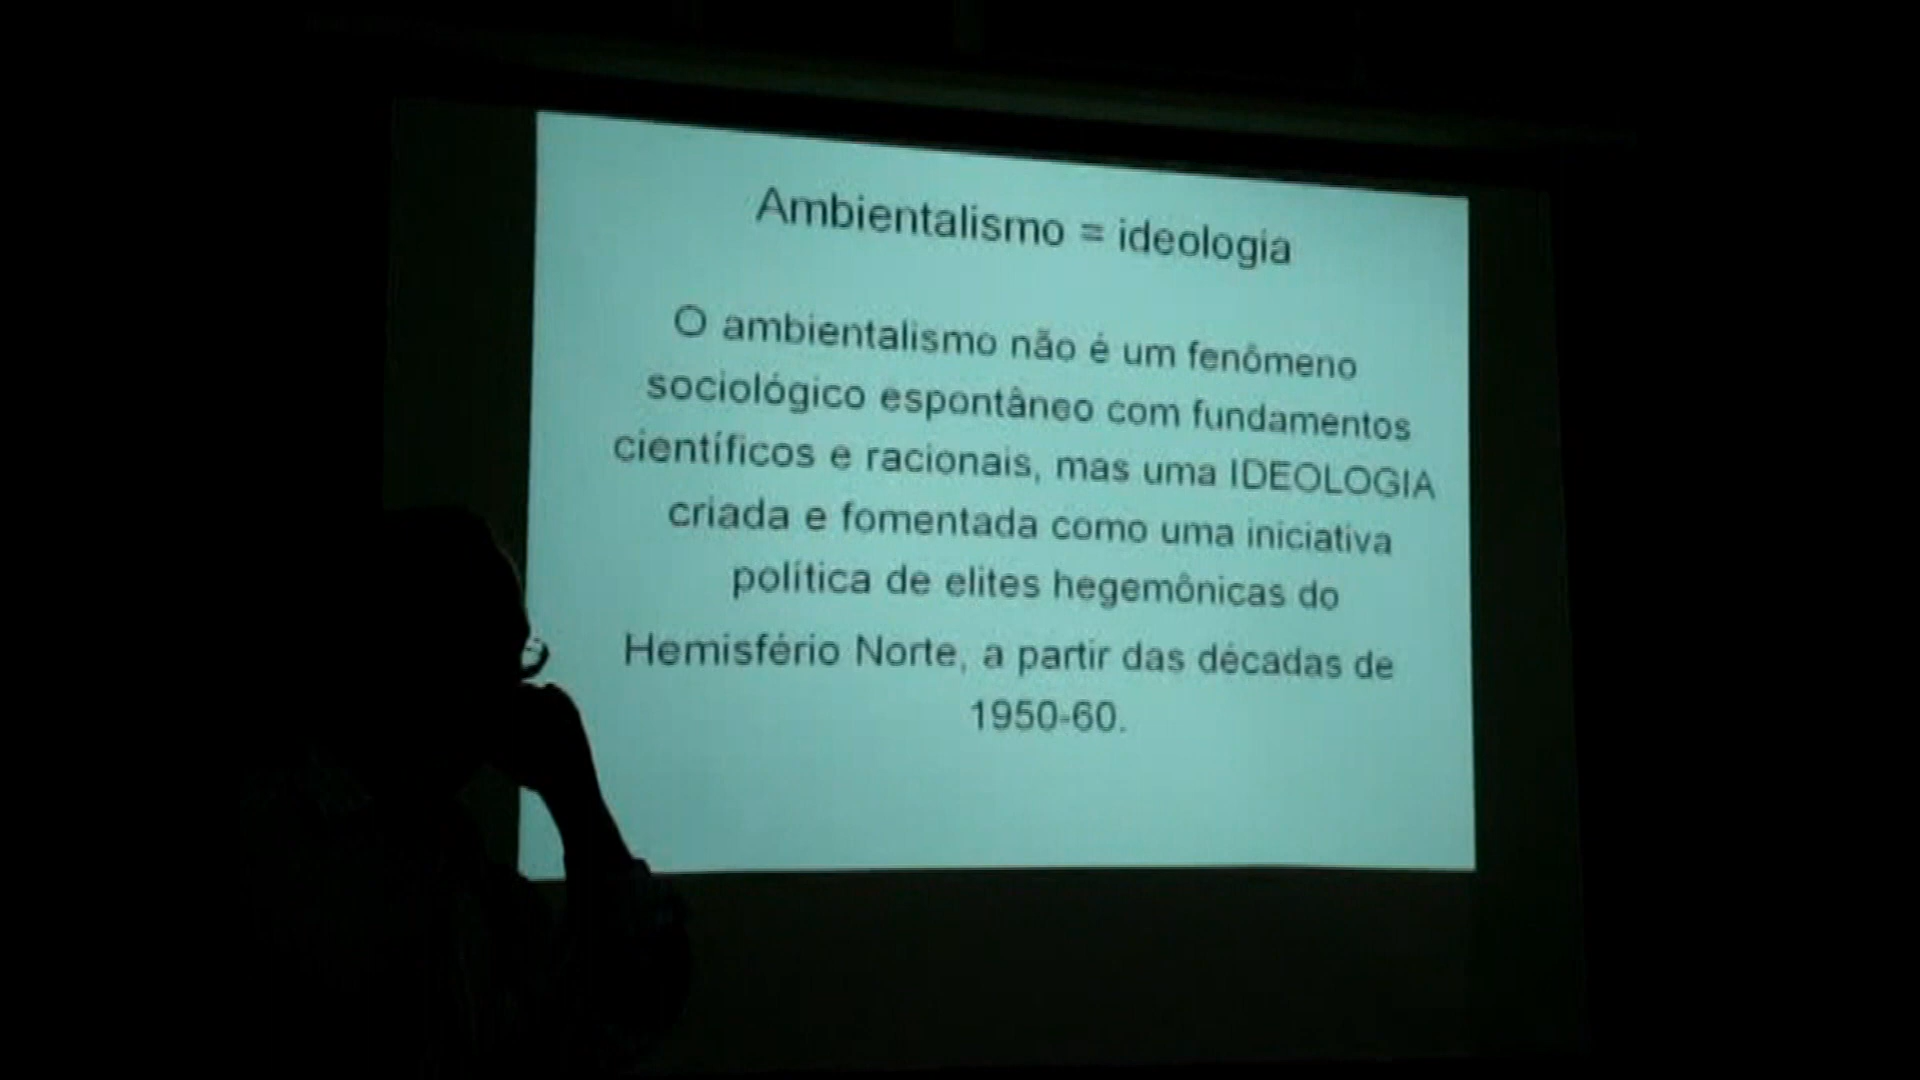 Ambientalismo = ideologia
O ambientalismo não é um fenômeno
sociológico espontâneo com fundamentos
científicos e racionais, mas uma IDEOLOGIA
criada e fomentada como uma iniciativa
política de elites hegemônicas do
Hemisfério Norte, a partir das décadas de
1950-60.